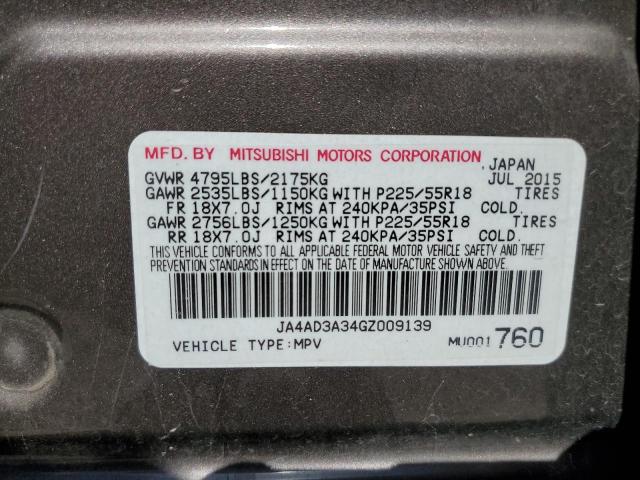 MFD. BY MITSUBISHI MOTORS CORPORATION JAPAN
GVWR 4795LBS/2175KG JUL 2015
GAWR 2535LBS/1150KG WITH P225/55R18 TIRES
FR 18X7.0J RIMS AT 240KPA/35PSI COLD.
GAWR 2756LBS/1250KG WITH P225/55R18 TIRES
RR 18X7.0J RIMS AT 240KPA/35PSI COLD.
THIS VEHICLE CONFORMS TO ALL APPLICABLE FEDERAL MOTOR VEHICLE SAFETY AND THEFT
PREVENTION STANDARDS IN EFFECT ON THE DATE OF MANUFACTURE SHOWN ABOVE.
JA4AD3A34GZ009139
VEHICLE TYPE:MPV MU001760